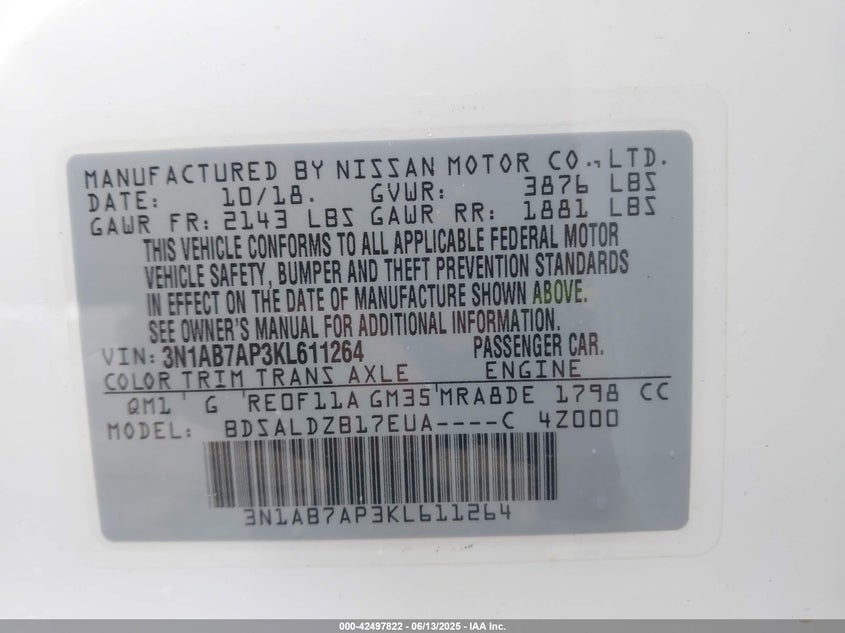 MANUFACTURED BY NISSAN MOTOR CO.,LTD.
DATE: 10/18. GVWR: 3876 LBS
GAWR FR: 2143 LBS GAWR RR: 1881 LBS
THIS VEHICLE CONFORMS TO ALL APPLICABLE FEDERAL MOTOR
VEHICLE SAFETY, BUMPER AND THEFT PREVENTION STANDARDS
IN EFFECT ON THE DATE OF MANUFACTURE SHOWN ABOVE.
SEE OWNER'S MANUAL FOR ADDITIONAL INFORMATION.
VIN: 3N1AB7AP3KL611264 PASSENGER CAR.
COLOR TRIM TRANS AXLE ENGINE
QM1 G RE0F11A GM35 MRA8DE 1798 CC
MODEL: BDSALDZB17EUA----C 4Z000
3N1AB7AP3KL611264
000-42497822 - 06/13/2025 - IAA Inc.